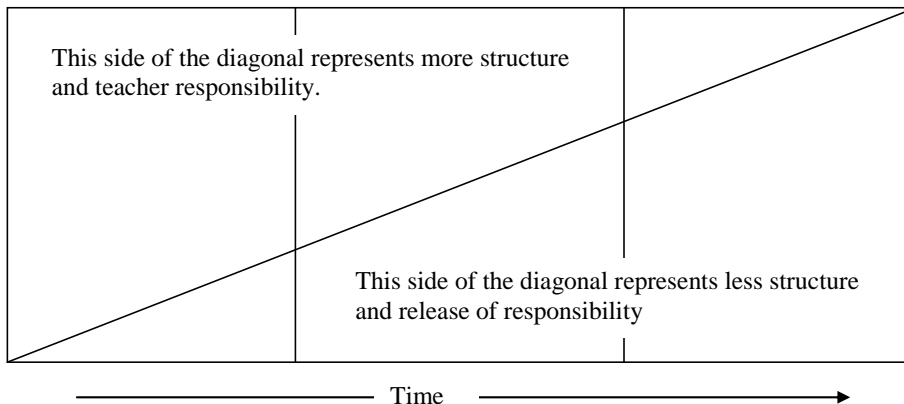 This side of the diagonal represents more structure
and teacher responsibility.
This side of the diagonal represents less structure
and release of responsibility
Time